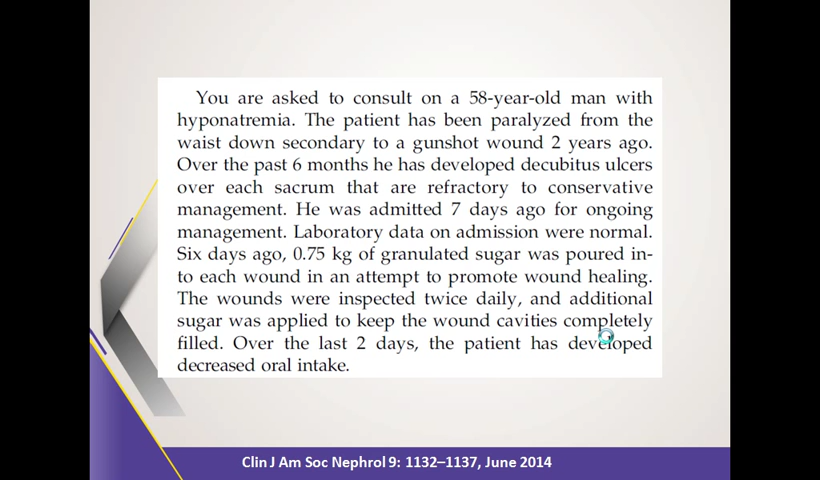 You are asked to consult on a 58-year-old man with
hyponatremia. The patient has been paralyzed from the
waist down secondary to a gunshot wound 2 years ago.
Over the past 6 months he has developed decubitus ulcers
over each sacrum that are refractory to conservative
management. He was admitted 7 days ago for ongoing
management. Laboratory data on admission were normal.
Six days ago, 0.75 kg of granulated sugar was poured in-
to each wound in an attempt to promote wound healing.
The wounds were inspected twice daily, and additional
sugar was applied to keep the wound cavities completely
filled. Over the last 2 days, the patient has developed
decreased oral intake.
Clin J Am Soc Nephrol 9: 1132–1137, June 2014